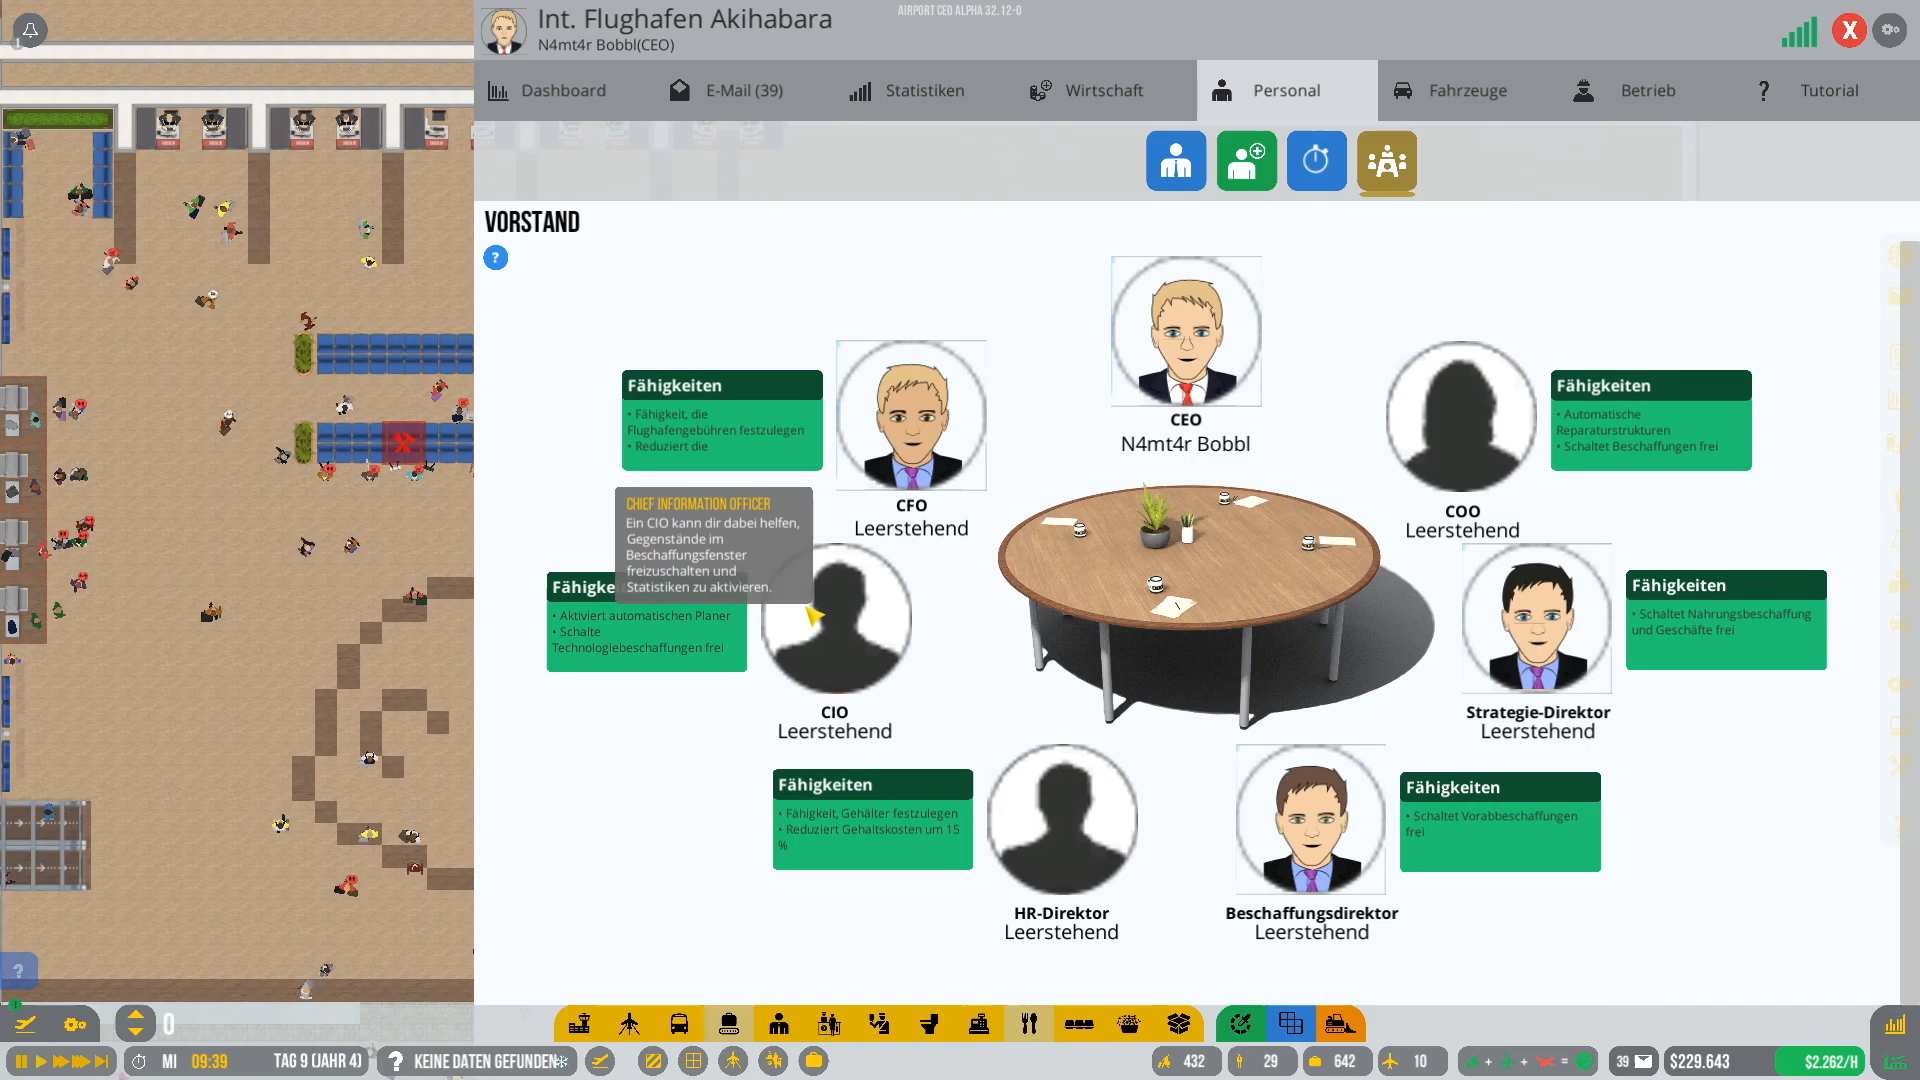 AIRPORT CEO ALPHA 32.12-0
Int. Flughafen Akihabara
N4mt4r Bobbl(CEO)
X
1
Dashboard
E-Mail (39)
Statistiken
Wirtschaft
Personal
Fahrzeuge
Betrieb
?
Tutorial
VORSTAND
?
CEO
N4mt4r Bobbl
Fähigkeiten
• Fähigkeit, die
Flughafengebühren festzulegen
• Reduziert die
CFO
Leerstehend
Fähigkeiten
• Automatische
Reparaturstrukturen
• Schaltet Beschaffungen frei
COO
Leerstehend
CHIEF INFORMATION OFFICER
Ein CIO kann dir dabei helfen,
Gegenstände im
Beschaffungsfenster
freizuschalten und
Statistiken zu aktivieren.
Fähigke
• Aktiviert automatischen Planer
• Schalte
Technologiebeschaffungen frei
CIO
Leerstehend
Fähigkeiten
• Schaltet Nahrungsbeschaffung
und Geschäfte frei
Strategie-Direktor
Leerstehend
Fähigkeiten
• Fähigkeit, Gehälter festzulegen
• Reduziert Gehaltskosten um 15
%
HR-Direktor
Leerstehend
Fähigkeiten
• Schaltet Vorabbeschaffungen
frei
Beschaffungsdirektor
Leerstehend
?
0
MI
09:39
TAG 9 (JAHR 4)
?
KEINE DATEN GEFUNDEN
432
29
642
10
+
+
=
39
$229.643
$2.262/H